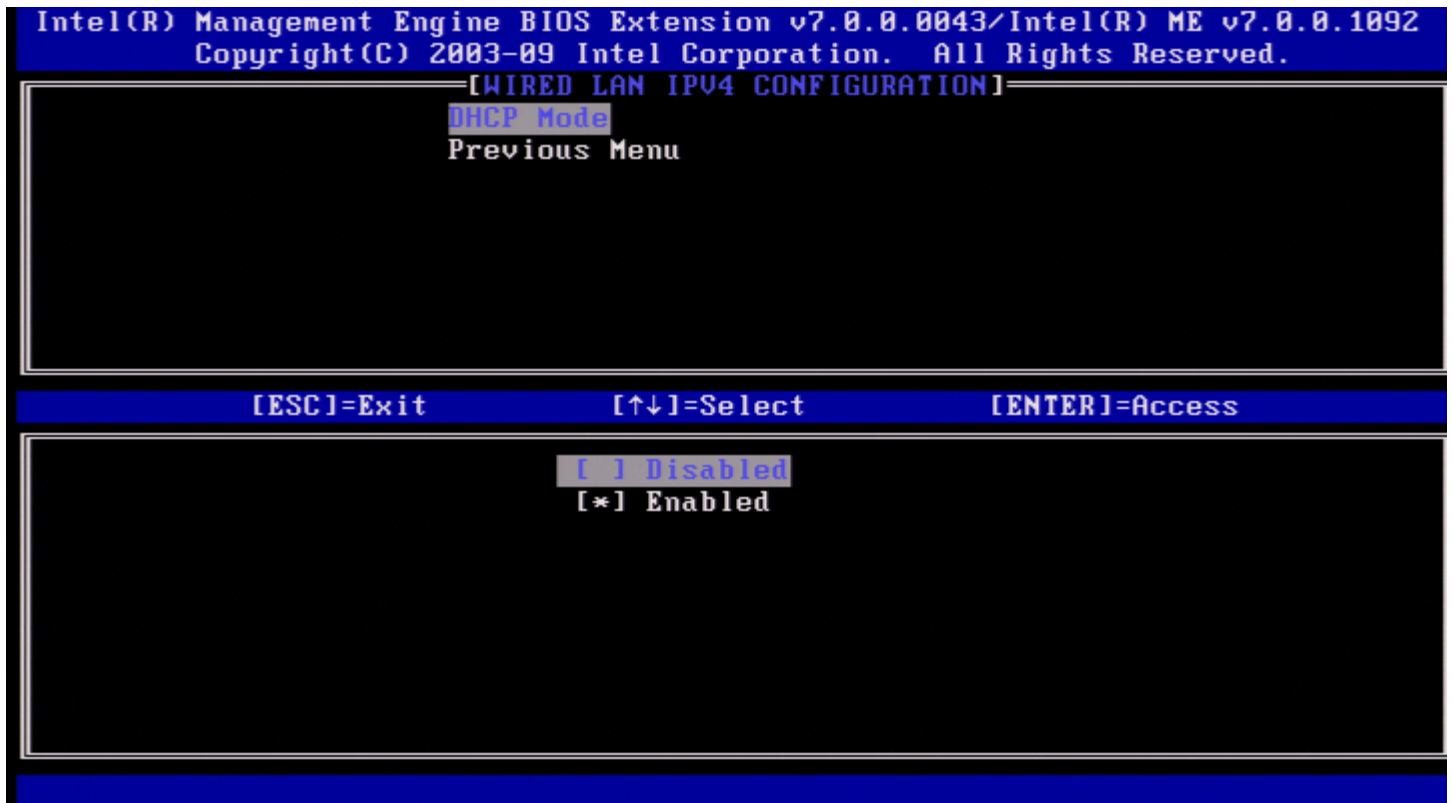 Intel(R) Management Engine BIOS Extension v7.0.0.0043/Intel(R) ME v7.0.0.1092
Copyright(C) 2003-09 Intel Corporation. All Rights Reserved.
[WIRED LAN IPV4 CONFIGURATION]
DHCP Mode
Previous Menu
[ESC]=Exit [↑↓]=Select [ENTER]=Access
[ ] Disabled
[*] Enabled